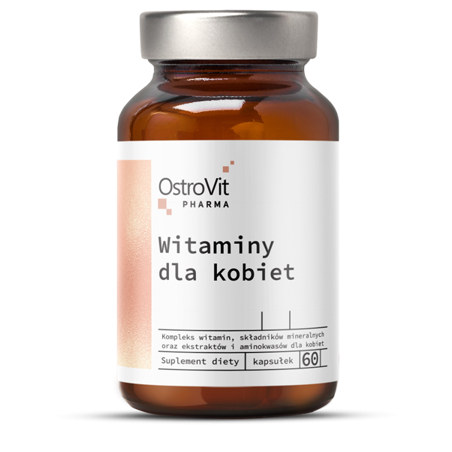 OstroVit
PHARMA
Witaminy
dla kobiet
Kompleks witamin, składników mineralnych
oraz ekstraktów i aminokwasów dla kobiet
Suplement diety kapsułek 60